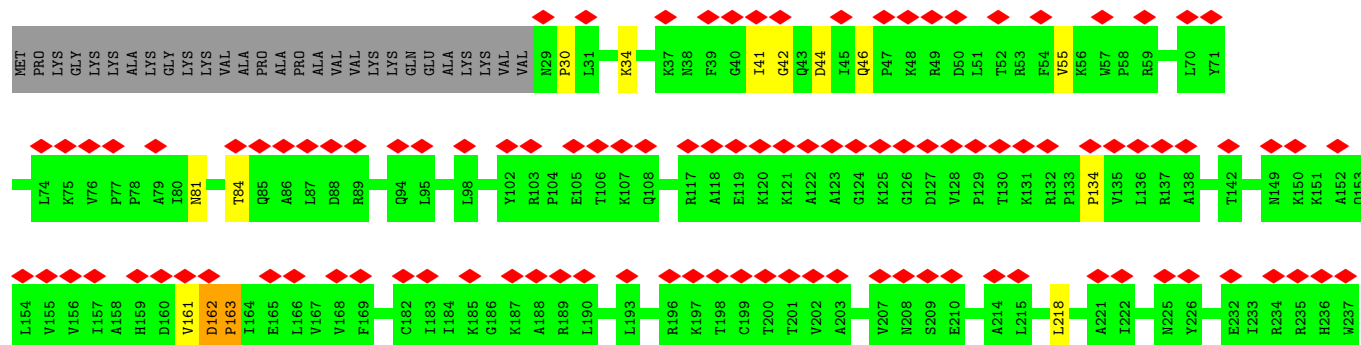 MET PRO LYS GLY LYS LYS ALA LYS GLY LYS LYS VAL ALA PRO ALA PRO ALA VAL VAL LYS LYS GLN GLU ALA LYS LYS VAL VAL N29 P30 L31 K34 K37 N38 F39 G40 I41 G42 Q43 D44 I45 Q46 P47 K48 R49 D50 L51 T52 R53 F54 V55 K56 W57 P58 R59 L70 Y71
L74 K75 V76 P77 P78 A79 I80 N81 T84 Q85 A86 L87 D88 R89 Q94 L95 L98 Y102 R103 P104 E105 T106 K107 Q108 R117 A118 E119 K120 K121 A122 A123 G124 K125 G126 D127 V128 P129 T130 K131 R132 P133 P134 V135 L136 R137 A138 T142 N149 K150 K151 A152 Q153
L154 V155 V156 I157 A158 H159 D160 V161 D162 P163 I164 E165 L166 V167 V168 F169 C182 I183 I184 K185 G186 K187 A188 R189 L190 L193 R196 K197 T198 C199 T200 T201 V202 A203 V207 N208 S209 E210 A214 L215 L218 A221 I222 N225 Y226 E232 I233 R234 R235 H236 W237